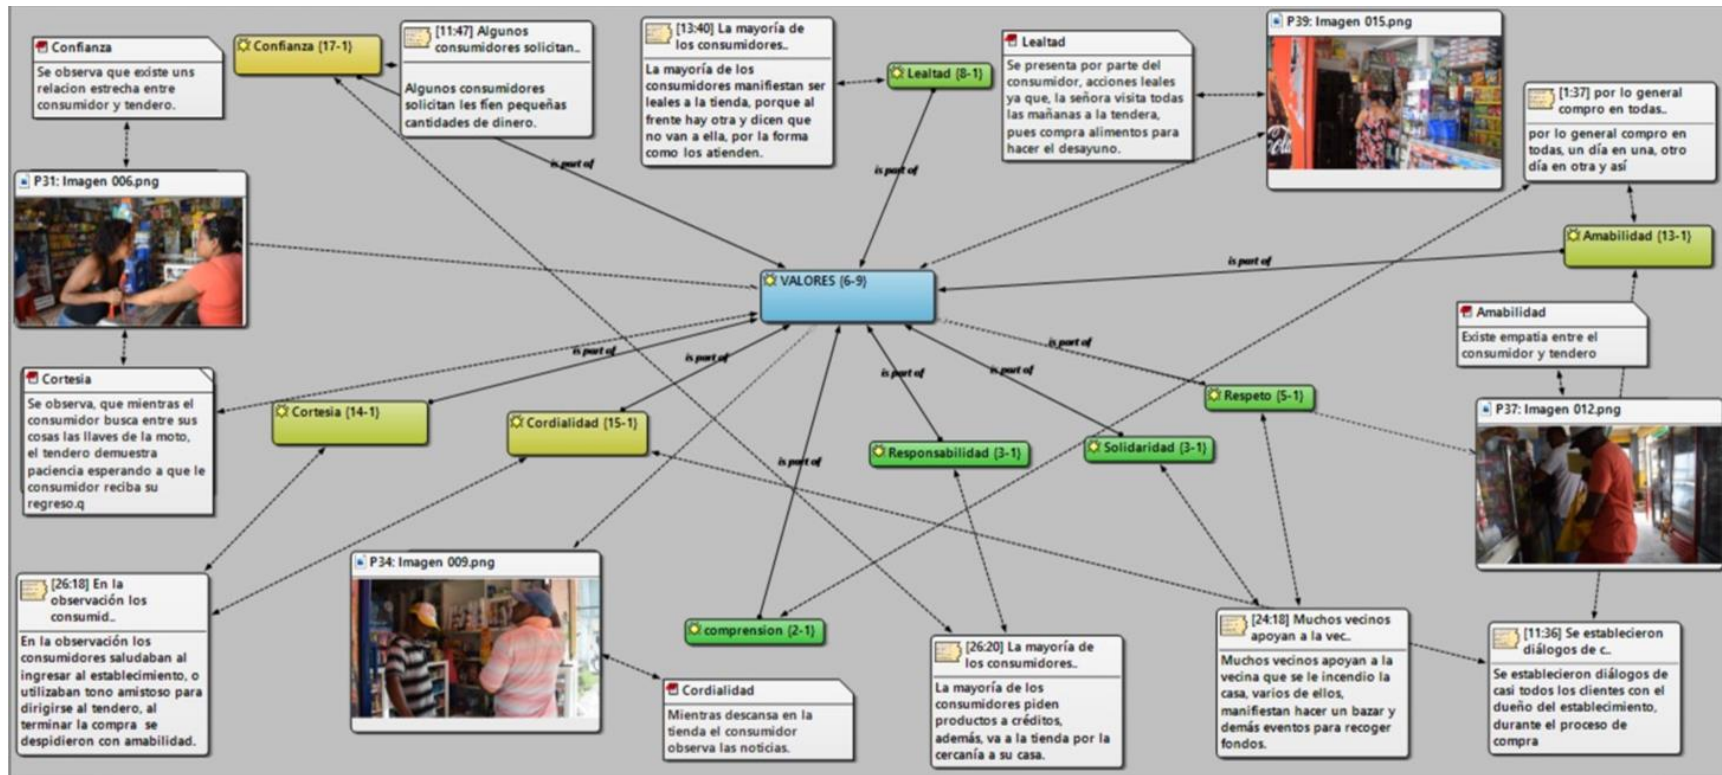 Confianza
Se observa que existe uns
relacion estrecha entre
consumidor y tendero.
Confianza {17-1}
[11:47] Algunos
consumidores solicitan..
Algunos consumidores
solicitan les fíen pequeñas
cantidades de dinero.
[13:40] La mayoría de
los consumidores..
La mayoría de los
consumidores manifiestan ser
leales a la tienda, porque al
frente hay otra y dicen que
no van a ella, por la forma
como los atienden.
Lealtad {8-1}
Lealtad
Se presenta por parte del
consumidor, acciones leales
ya que, la señora visita todas
las mañanas a la tendera,
pues compra alimentos para
hacer el desayuno.
P39: Imagen 015.png
[1:37] por lo general
compro en todas..
por lo general compro en
todas, un día en una, otro
día en otra y así
is part of
is part of
P31: Imagen 006.png
Amabilidad {13-1}
is part of
VALORES {6-9}
Amabilidad
Existe empatia entre el
consumidor y tendero
is part of
is part of
is part of
is part of
is part of
Cortesia
Se observa, que mientras el
consumidor busca entre sus
cosas las llaves de la moto,
el tendero demuestra
paciencia esperando a que le
consumidor reciba su
regreso.q
Cortesia {14-1}
Cordialidad {15-1}
Respeto {5-1}
P37: Imagen 012.png
Responsabilidad {3-1}
Solidaridad {3-1}
is part of
P34: Imagen 009.png
[26:18] En la
observación los
consumid..
En la observación los
consumidores saludaban al
ingresar al establecimiento, o
utilizaban tono amistoso para
dirigirse al tendero, al
terminar la compra se
despidieron con amabilidad.
Cordialidad
Mientras descansa en la
tienda el consumidor
observa las noticias.
comprension {2-1}
[26:20] La mayoría de
los consumidores..
La mayoría de los
consumidores piden
productos a créditos,
además, va a la tienda por la
cercanía a su casa.
[24:18] Muchos vecinos
apoyan a la vec..
Muchos vecinos apoyan a la
vecina que se le incendio la
casa, varios de ellos,
manifiestan hacer un bazar y
demás eventos para recoger
fondos.
[11:36] Se establecieron
diálogos de c..
Se establecieron diálogos de
casi todos los clientes con el
dueño del establecimiento,
durante el proceso de
compra